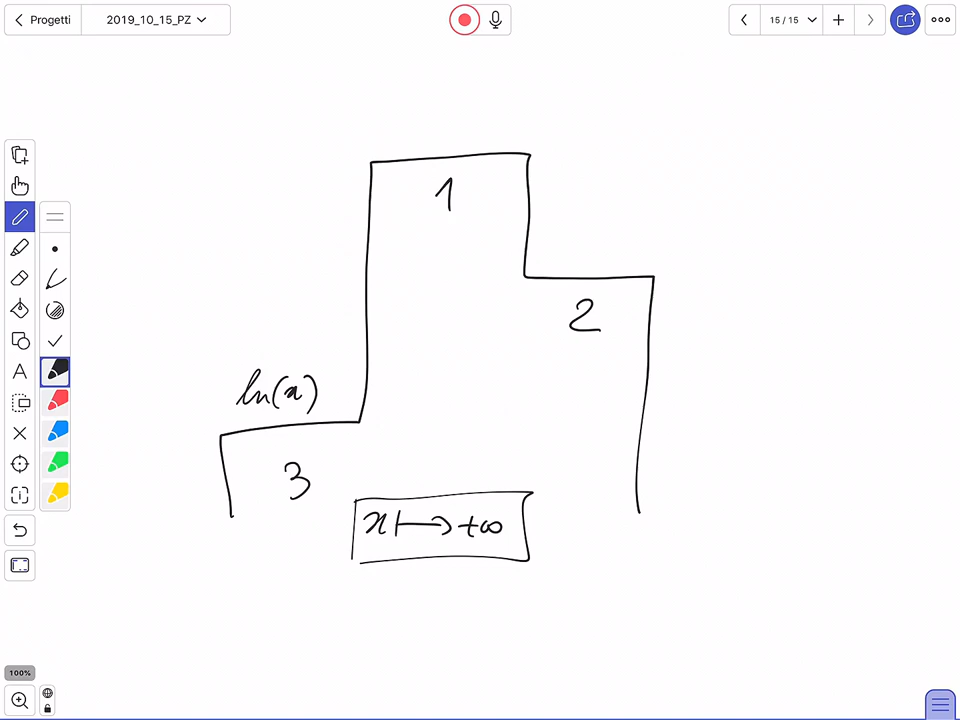 Progetti 2019_10_15_PZ 15 / 15
1
2
ln(x)
3
x ↦ +∞
A
100%